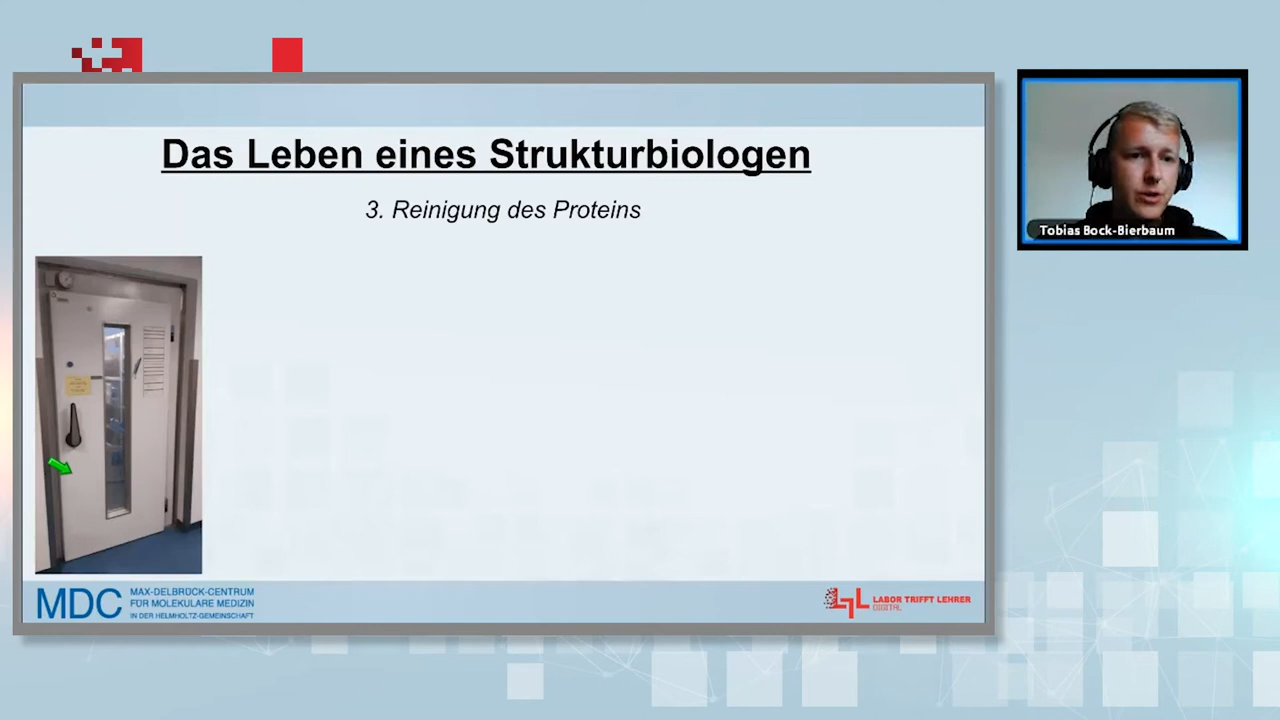 Das Leben eines Strukturbiologen
3. Reinigung des Proteins
Tobias Bock-Bierbaum
MDC
MAX-DELBRÜCK-CENTRUM
FÜR MOLEKULARE MEDIZIN
IN DER HELMHOLTZ-GEMEINSCHAFT
LTL
LABOR TRIFFT LEHRER
DIGITAL